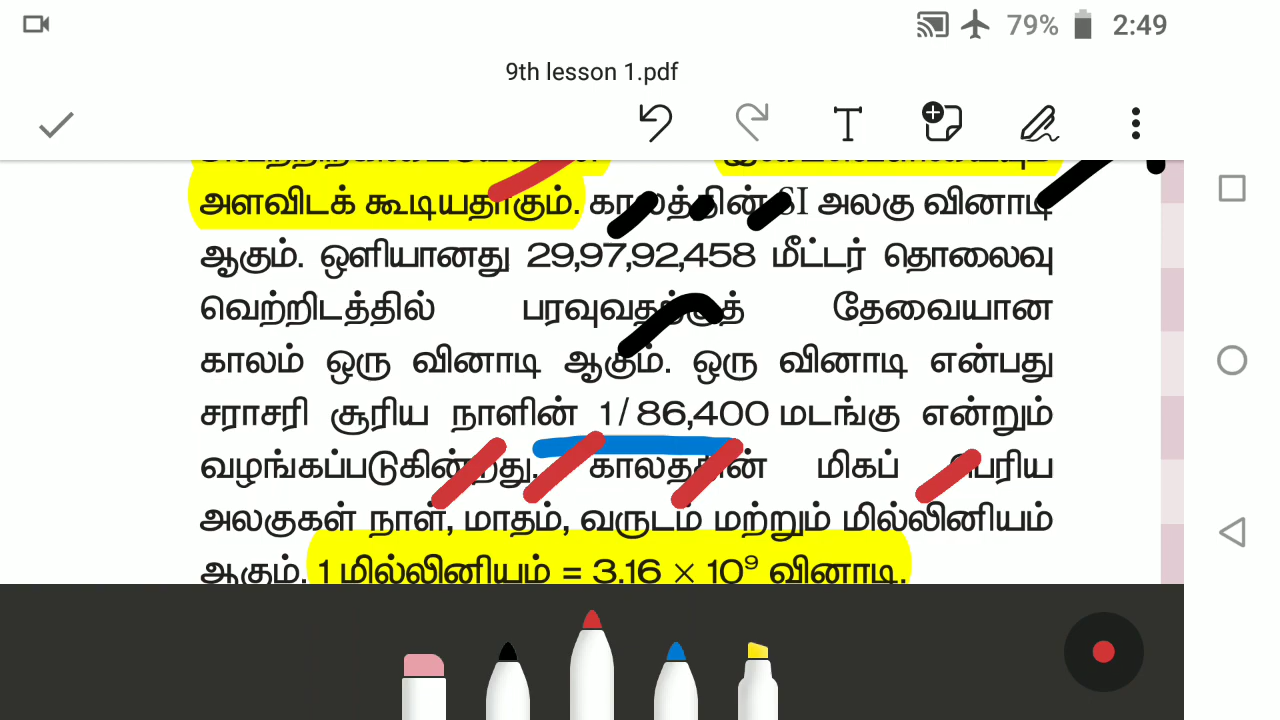 79% 2:49
9th lesson 1.pdf
அளவிடக் கூடியதாகும். காலத்தின் SI அலகு வினாடி
ஆகும். ஒளியானது 29,97,92,458 மீட்டர் தொலைவு
வெற்றிடத்தில் பரவுவதற்குத் தேவையான
காலம் ஒரு வினாடி ஆகும். ஒரு வினாடி என்பது
சராசரி சூரிய நாளின் 1/ 86,400 மடங்கு என்றும்
வழங்கப்படுகின்றது. காலத்தின் மிகப் பெரிய
அலகுகள் நாள், மாதம், வருடம் மற்றும் மில்லினியம்
ஆகும். 1 மில்லினியம் = 3.16 × 10⁹ வினாடி.